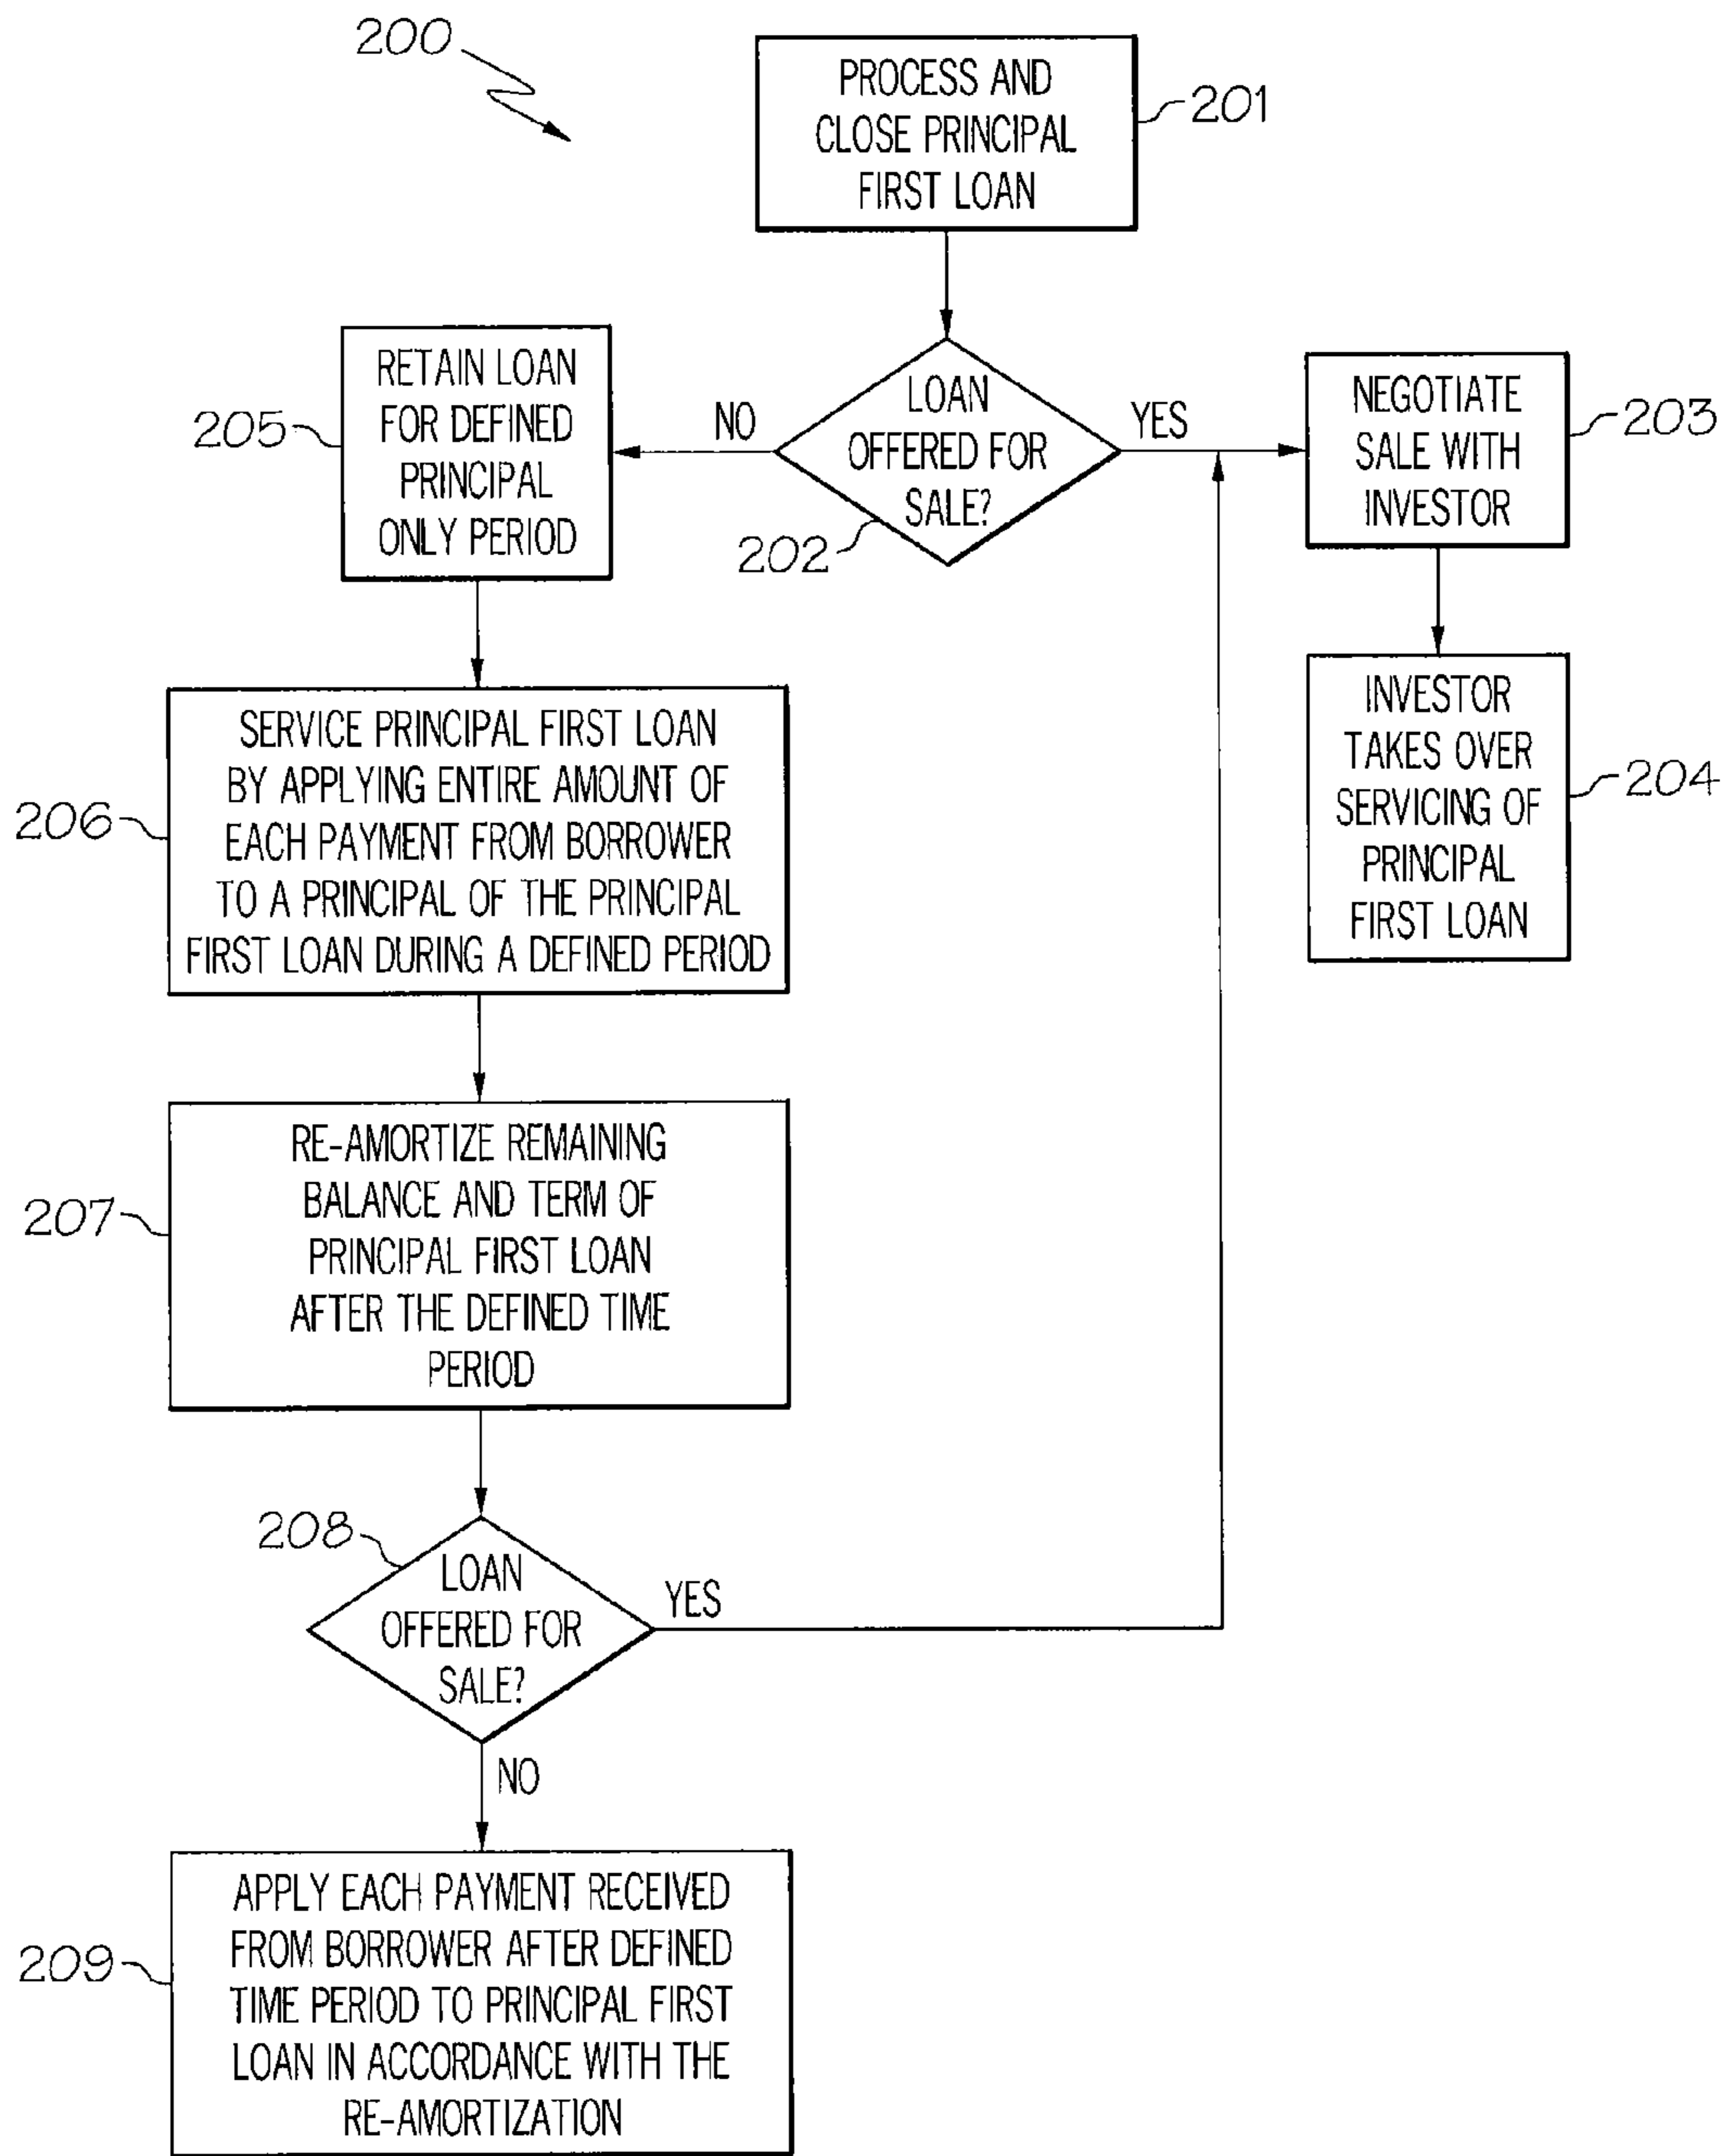 200
PROCESS AND
CLOSE PRINCIPAL
FIRST LOAN
201
LOAN
OFFERED FOR
SALE?
202
NO
YES
RETAIN LOAN
FOR DEFINED
PRINCIPAL
ONLY PERIOD
205
NEGOTIATE
SALE WITH
INVESTOR
203
INVESTOR
TAKES OVER
SERVICING OF
PRINCIPAL
FIRST LOAN
204
SERVICE PRINCIPAL FIRST LOAN
BY APPLYING ENTIRE AMOUNT OF
EACH PAYMENT FROM BORROWER
TO A PRINCIPAL OF THE PRINCIPAL
FIRST LOAN DURING A DEFINED PERIOD
206
RE-AMORTIZE REMAINING
BALANCE AND TERM OF
PRINCIPAL FIRST LOAN
AFTER THE DEFINED TIME
PERIOD
207
208
LOAN
OFFERED FOR
SALE?
YES
NO
APPLY EACH PAYMENT RECEIVED
FROM BORROWER AFTER DEFINED
TIME PERIOD TO PRINCIPAL FIRST
LOAN IN ACCORDANCE WITH THE
RE-AMORTIZATION
209